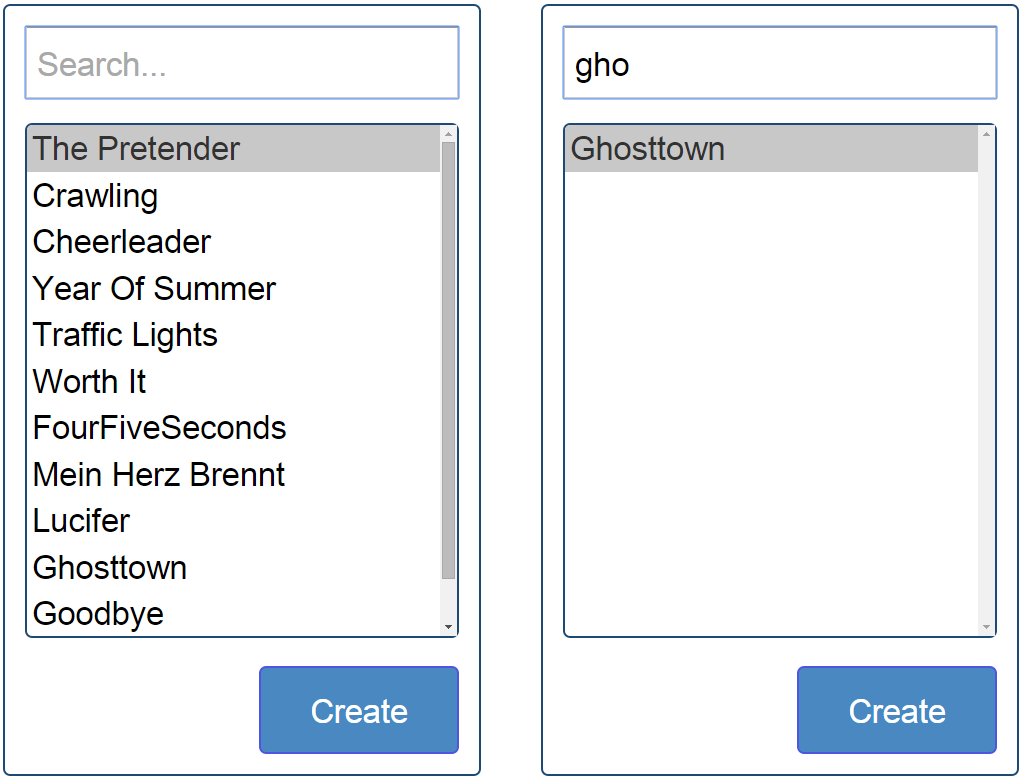 Search...
The Pretender
Crawling
Cheerleader
Year Of Summer
Traffic Lights
Worth It
FourFiveSeconds
Mein Herz Brennt
Lucifer
Ghosttown
Goodbye
Create
gho
Ghosttown
Create